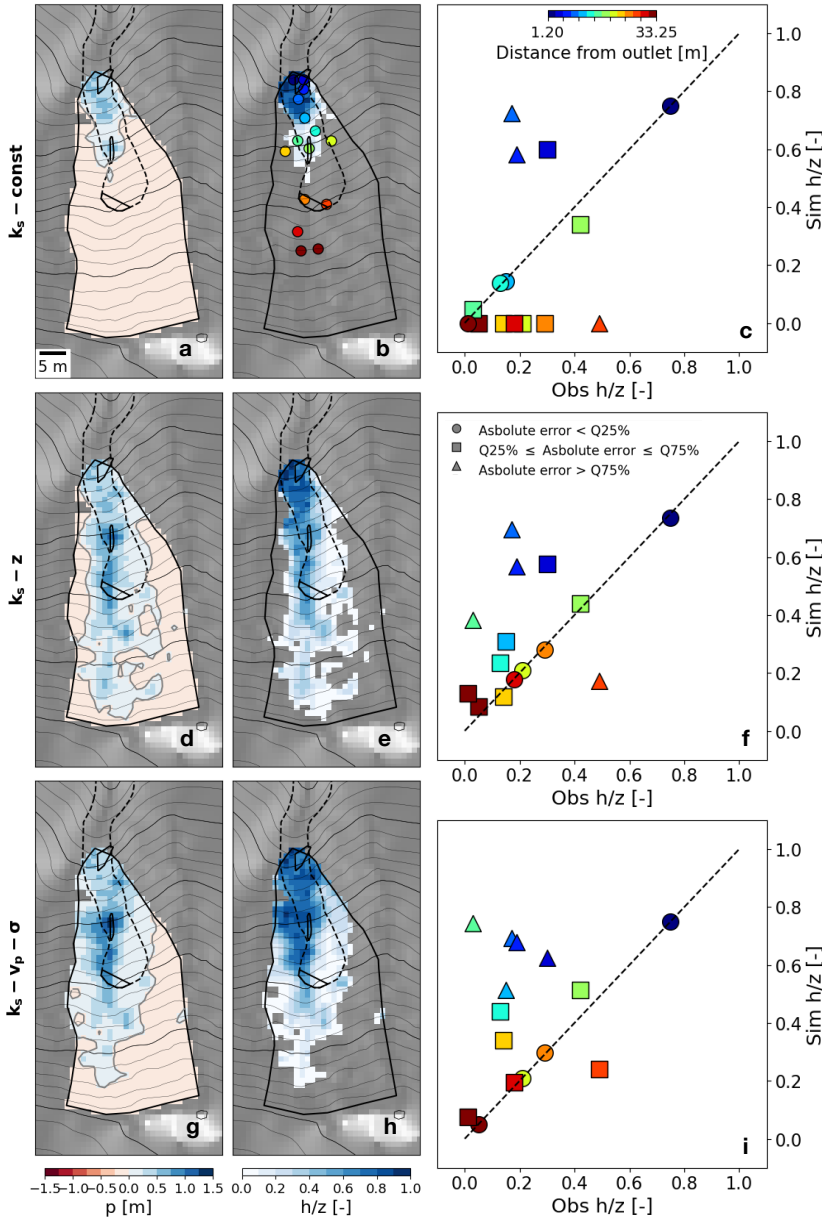 kₛ − const
5 m
a
b
1.20 33.25
Distance from outlet [m]
1.0
0.8
0.6
0.4
0.2
0.0
Sim h/z [-]
c
0.0 0.2 0.4 0.6 0.8 1.0
Obs h/z [-]
kₛ − z
d
e
Asbolute error < Q25%
Q25% ≤ Asbolute error ≤ Q75%
Asbolute error > Q75%
1.0
0.8
0.6
0.4
0.2
0.0
Sim h/z [-]
f
0.0 0.2 0.4 0.6 0.8 1.0
Obs h/z [-]
kₛ − vₚ − σ
g
h
1.0
0.8
0.6
0.4
0.2
0.0
Sim h/z [-]
i
0.0 0.2 0.4 0.6 0.8 1.0
Obs h/z [-]
−1.5 −1.0 −0.5 0.0 0.5 1.0 1.5
p [m]
0.0 0.2 0.4 0.6 0.8 1.0
h/z [-]